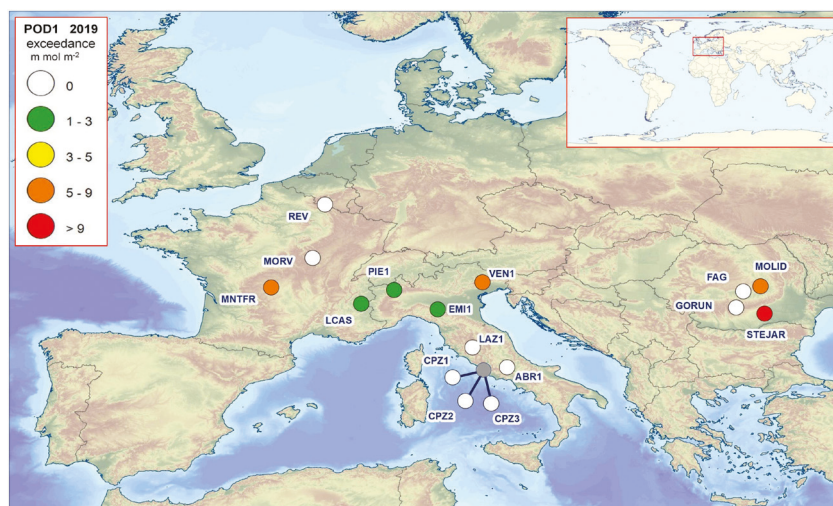 POD1 2019
exceedance
m mol m-2
0
1 - 3
3 - 5
5 - 9
> 9
REV
MORV
PIE1
VEN1
MOLID
FAG
MNTFR
LCAS
EMI1
GORUN
STEJAR
LAZ1
CPZ1
ABR1
CPZ2
CPZ3